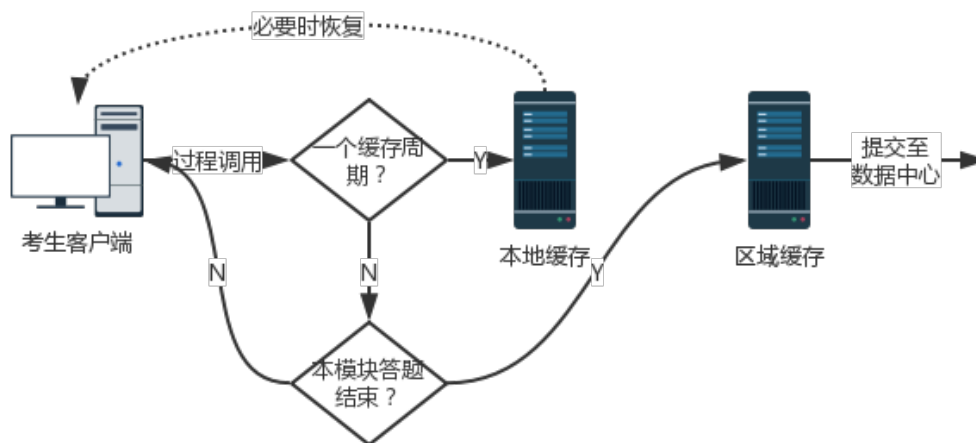 必要时恢复
过程调用
一个缓存周
期？
Y
提交至
数据中心
考生客户端
本地缓存
区域缓存
N
N
Y
本模块答题
结束？